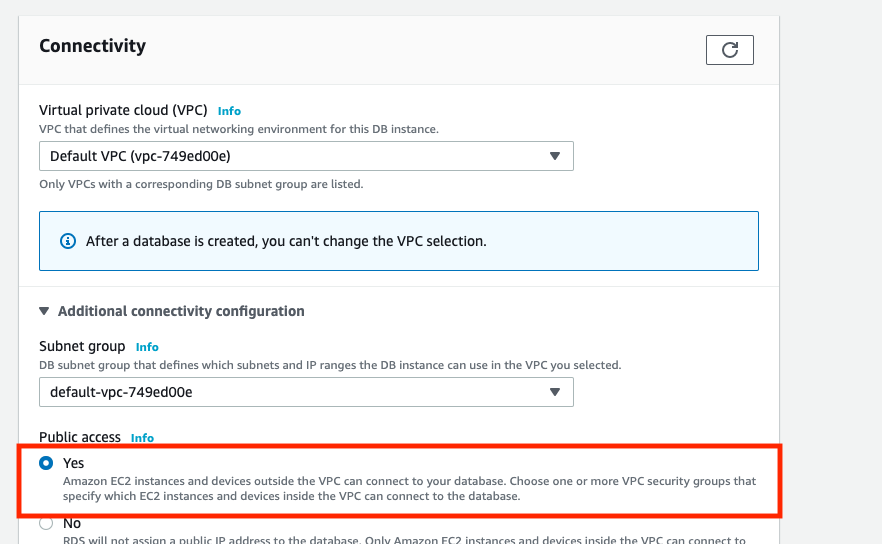 Connectivity
Virtual private cloud (VPC) Info
VPC that defines the virtual networking environment for this DB instance.
Default VPC (vpc-749ed00e)
Only VPCs with a corresponding DB subnet group are listed.
After a database is created, you can't change the VPC selection.
Additional connectivity configuration
Subnet group Info
DB subnet group that defines which subnets and IP ranges the DB instance can use in the VPC you selected.
default-vpc-749ed00e
Public access Info
Yes
Amazon EC2 instances and devices outside the VPC can connect to your database. Choose one or more VPC security groups that
specify which EC2 instances and devices inside the VPC can connect to the database.
No
RDS will not assign a public IP address to the database. Only Amazon EC2 instances and devices inside the VPC can connect to